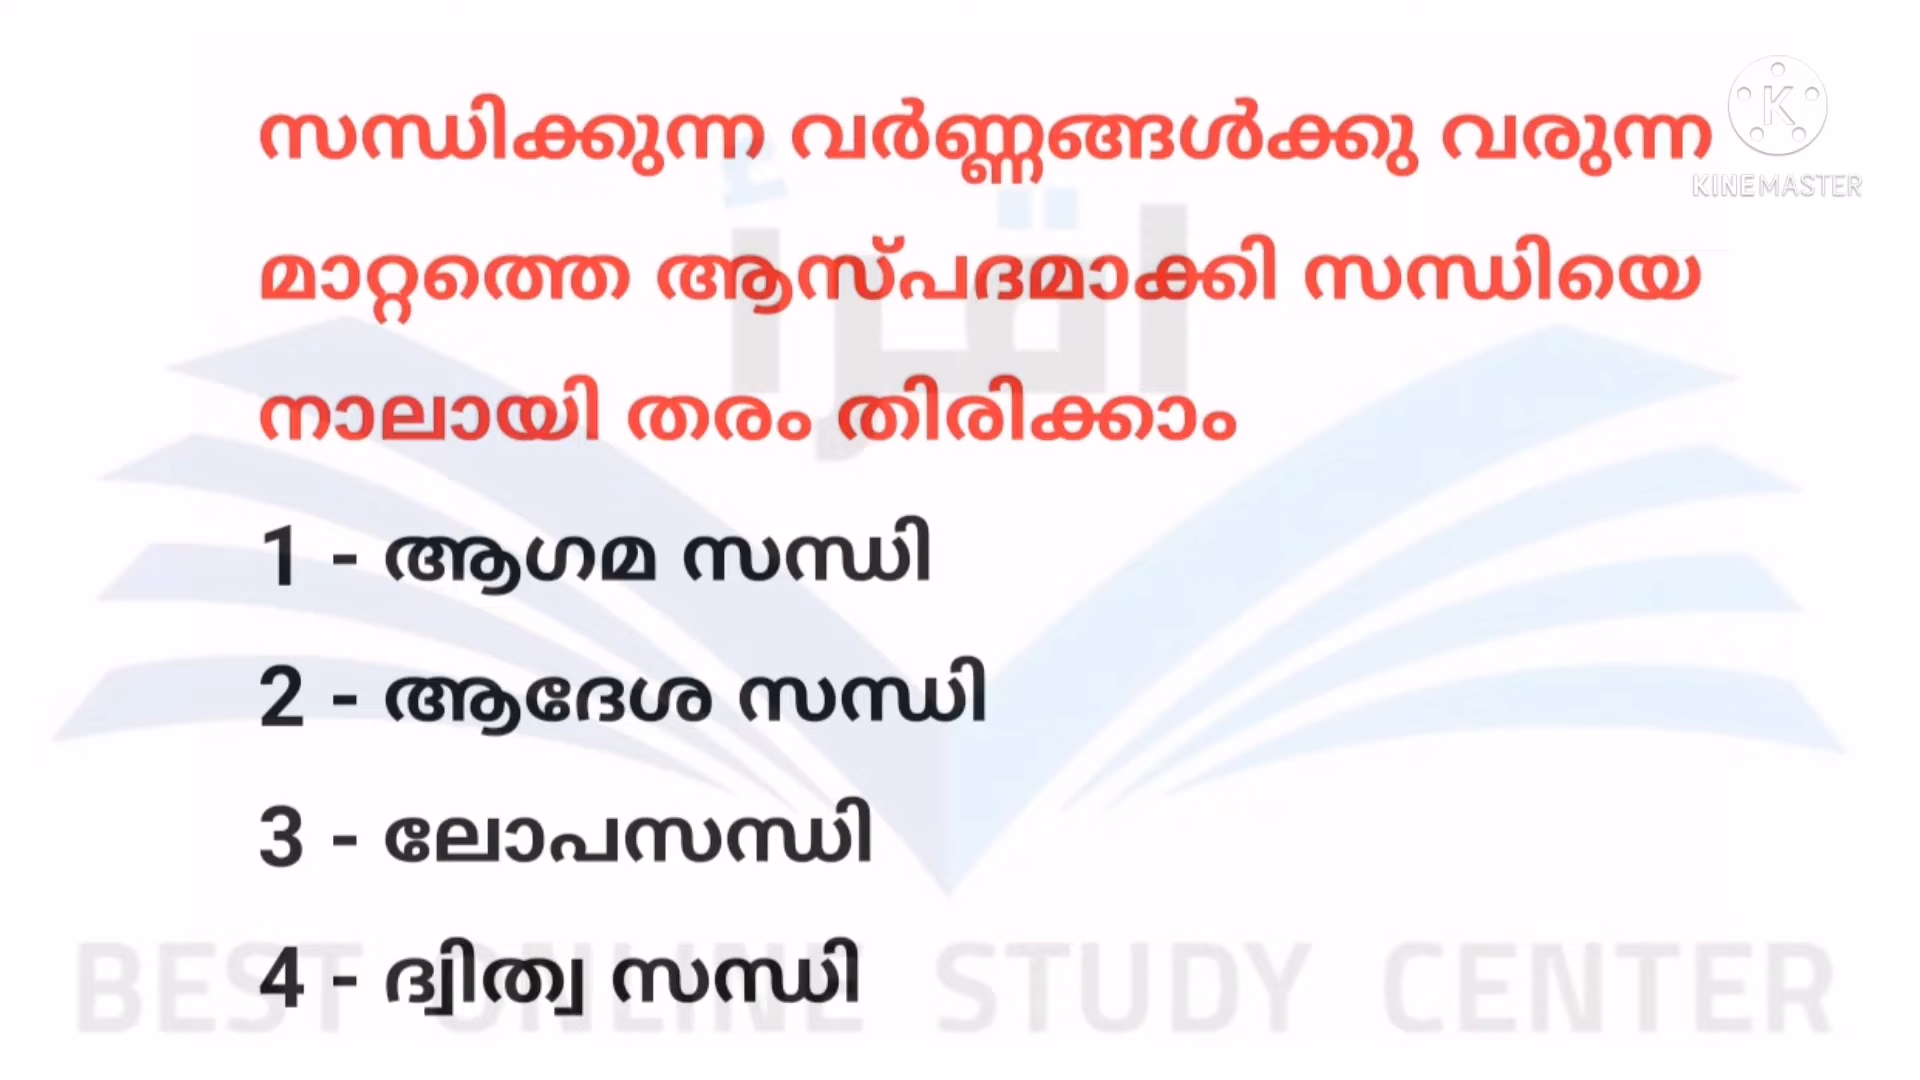 സന്ധിക്കുന്ന വർണ്ണങ്ങൾക്കു വരുന്ന
മാറ്റത്തെ ആസ്പദമാക്കി സന്ധിയെ
നാലായി തരം തിരിക്കാം
1 - ആഗമ സന്ധി
2 - ആദേശ സന്ധി
3 - ലോപസന്ധി
4 - ദ്വിത്വ സന്ധി
K
KINEMASTER
اقرأ
BEST ONLINE STUDY CENTER